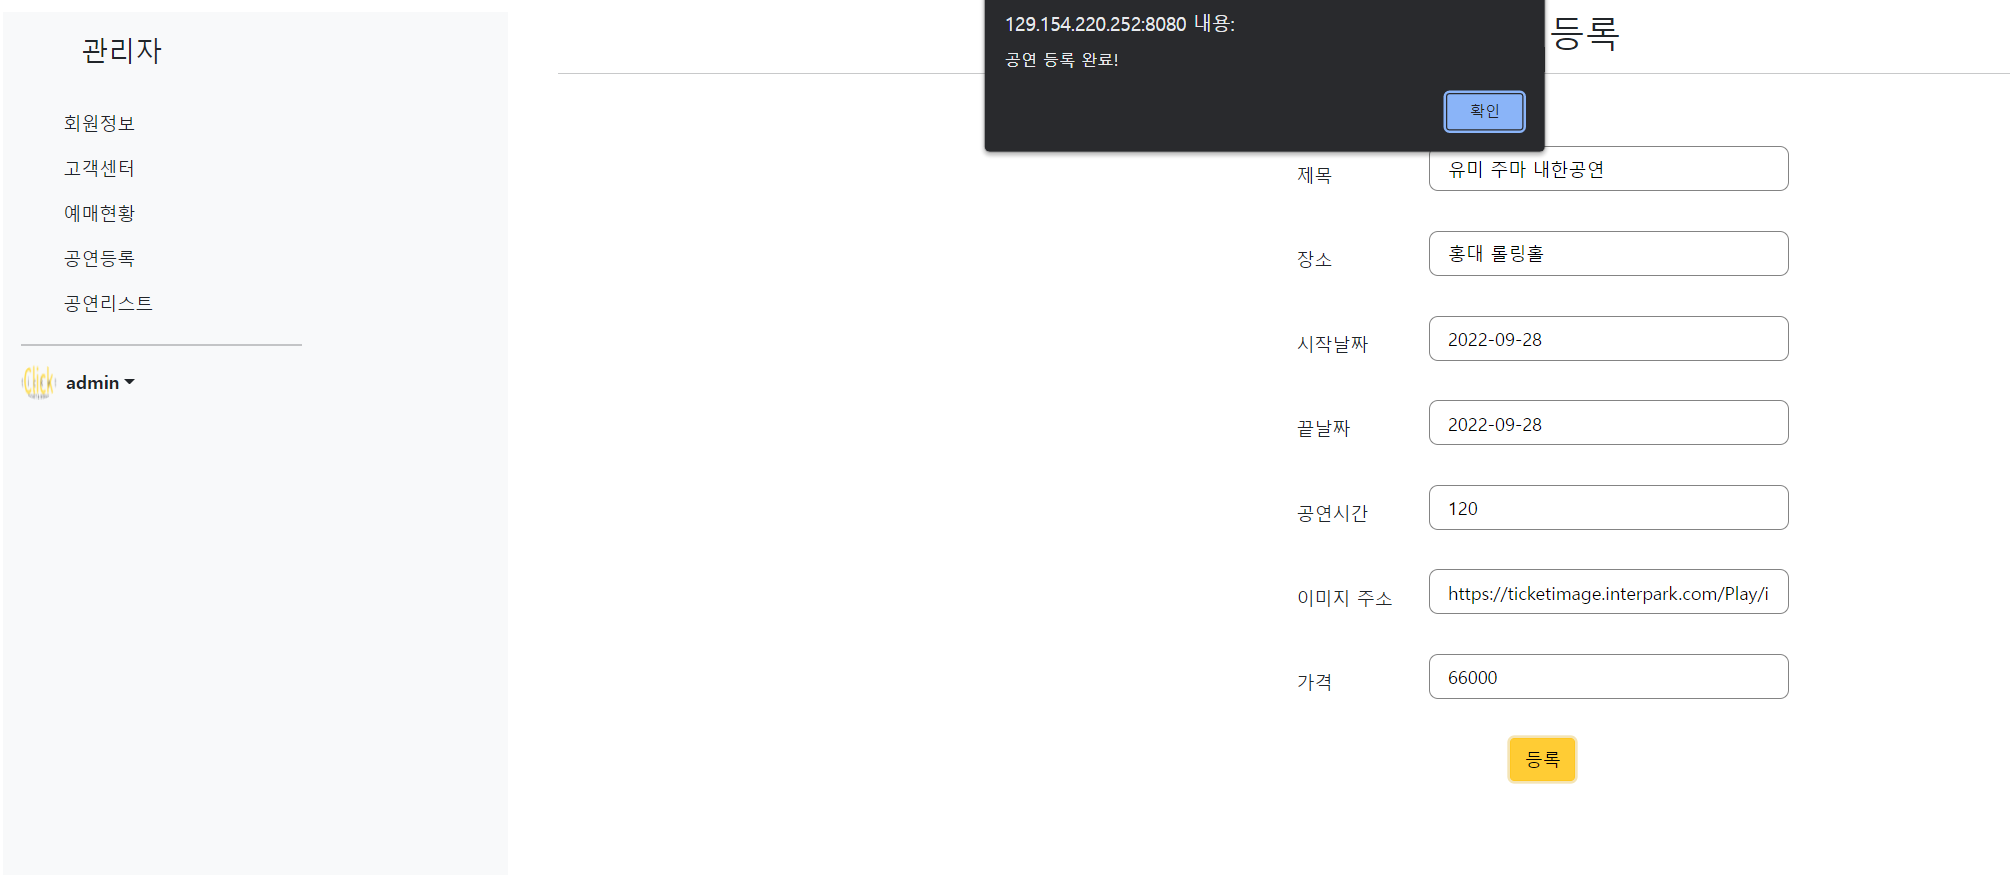 관리자
회원정보
고객센터
예매현황
공연등록
공연리스트
Click
admin
129.154.220.252:8080 내용:
공연 등록 완료!
확인
등록
제목
유미 주마 내한공연
장소
홍대 롤링홀
시작날짜
2022-09-28
끝날짜
2022-09-28
공연시간
120
이미지 주소
https://ticketimage.interpark.com/Play/i
가격
66000
등록